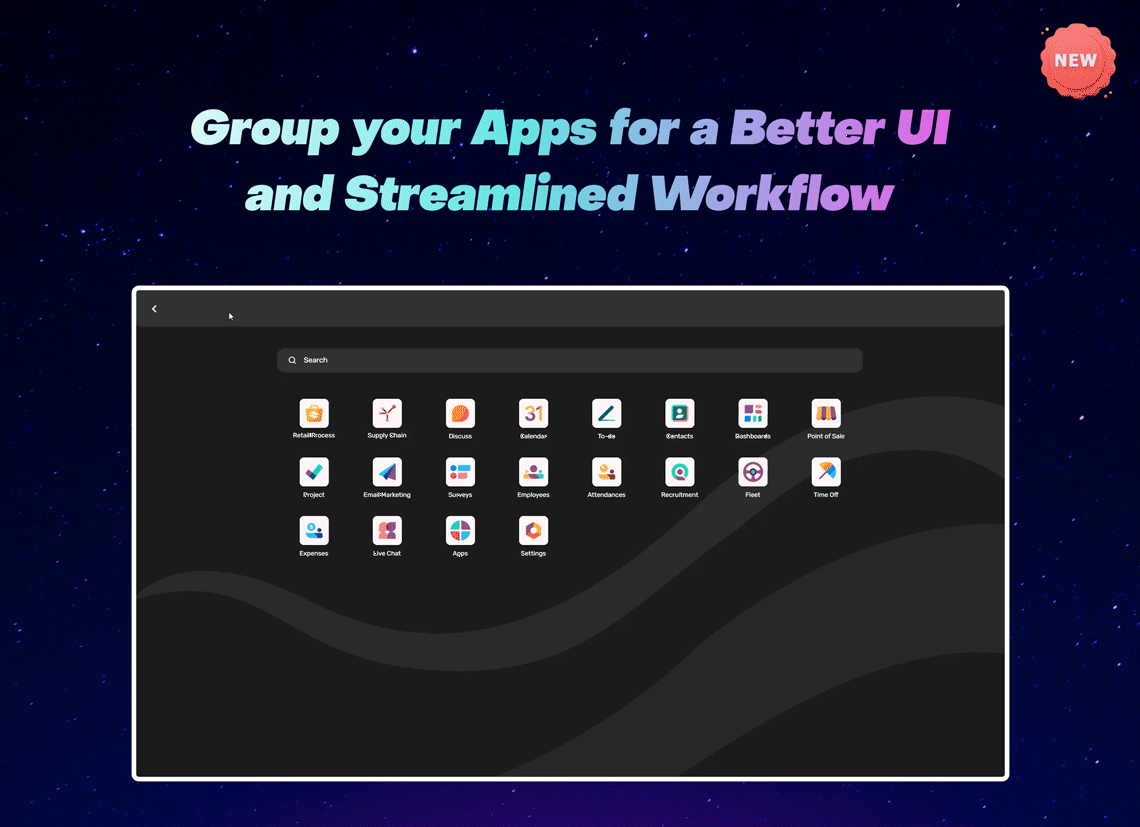 NEW
Group your Apps for a Better UI
and Streamlined Workflow
Search
31
Retail Process Supply Chain Discuss Calendar To-do Contacts Dashboards Point of Sale
Project Email Marketing Surveys Employees Attendances Recruitment Fleet Time Off
Expenses Live Chat Apps Settings